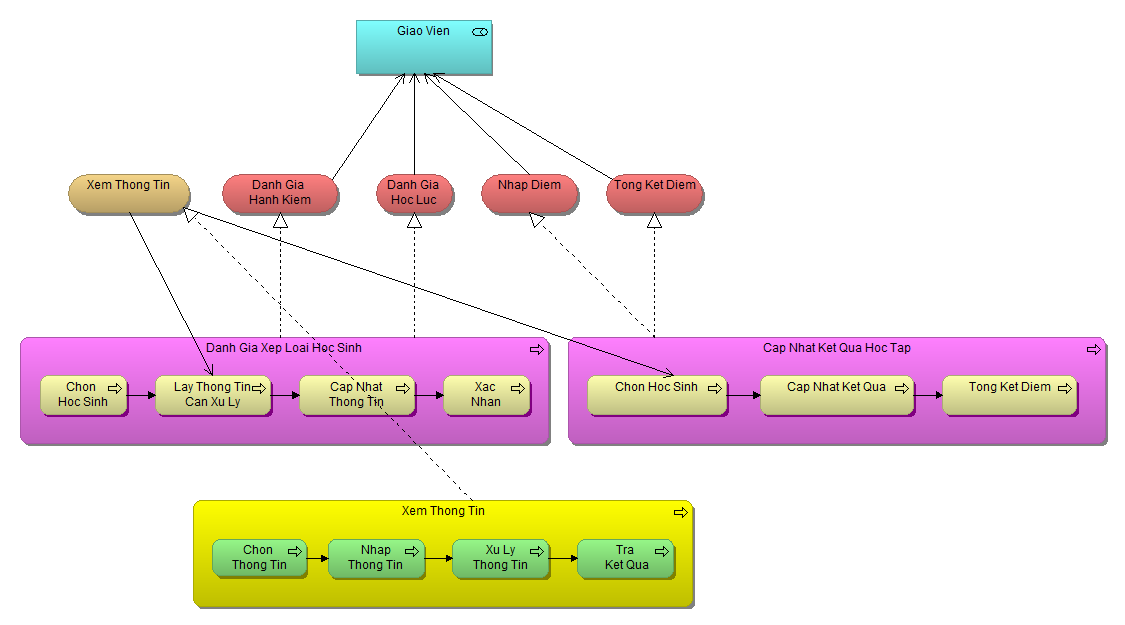 Giao Vien
Xem Thong Tin
Danh Gia
Hanh Kiem
Danh Gia
Hoc Luc
Nhap Diem
Tong Ket Diem
Danh Gia Xep Loai Hoc Sinh
Chon
Hoc Sinh
Lay Thong Tin
Can Xu Ly
Cap Nhat
Thong Tin
Xac
Nhan
Cap Nhat Ket Qua Hoc Tap
Chon Hoc Sinh
Cap Nhat Ket Qua
Tong Ket Diem
Xem Thong Tin
Chon
Thong Tin
Nhap
Thong Tin
Xu Ly
Thong Tin
Tra
Ket Qua